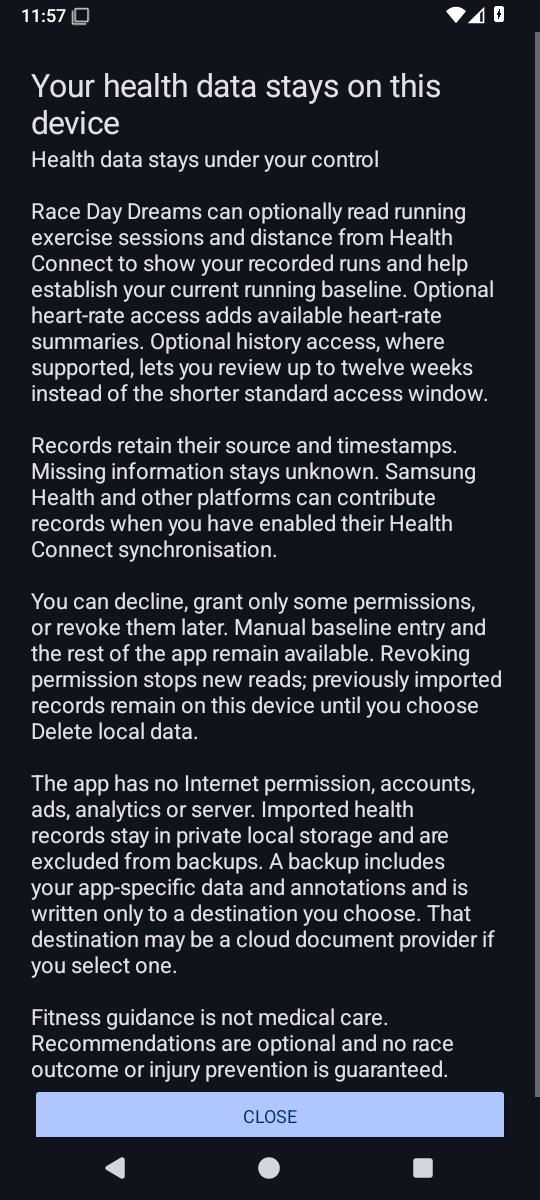 11:57
Your health data stays on this
device
Health data stays under your control
Race Day Dreams can optionally read running
exercise sessions and distance from Health
Connect to show your recorded runs and help
establish your current running baseline. Optional
heart-rate access adds available heart-rate
summaries. Optional history access, where
supported, lets you review up to twelve weeks
instead of the shorter standard access window.
Records retain their source and timestamps.
Missing information stays unknown. Samsung
Health and other platforms can contribute
records when you have enabled their Health
Connect synchronisation.
You can decline, grant only some permissions,
or revoke them later. Manual baseline entry and
the rest of the app remain available. Revoking
permission stops new reads; previously imported
records remain on this device until you choose
Delete local data.
The app has no Internet permission, accounts,
ads, analytics or server. Imported health
records stay in private local storage and are
excluded from backups. A backup includes
your app-specific data and annotations and is
written only to a destination you choose. That
destination may be a cloud document provider if
you select one.
Fitness guidance is not medical care.
Recommendations are optional and no race
outcome or injury prevention is guaranteed.
CLOSE